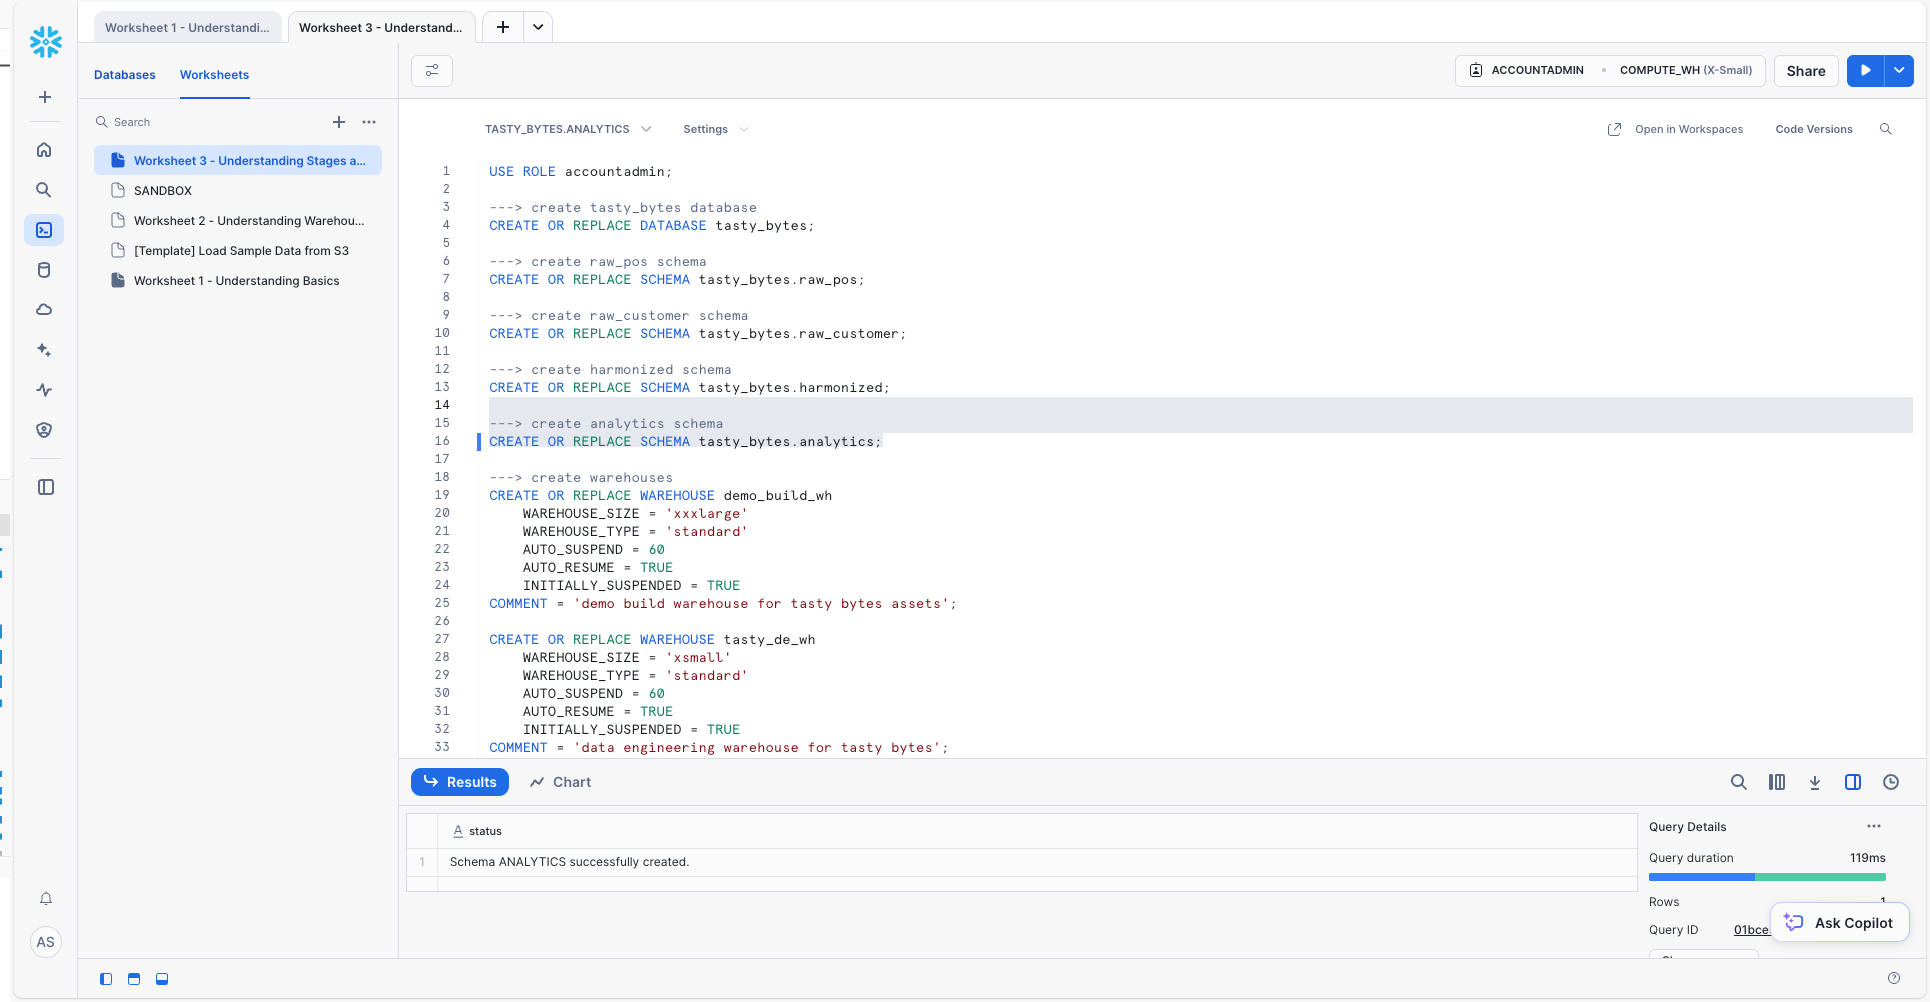 Worksheet 1 - Understandi...
Worksheet 3 - Understand...
Databases
Worksheets
ACCOUNTADMIN
COMPUTE_WH (X-Small)
Share
Search
Worksheet 3 - Understanding Stages a...
SANDBOX
Worksheet 2 - Understanding Warehou...
[Template] Load Sample Data from S3
Worksheet 1 - Understanding Basics
TASTY_BYTES.ANALYTICS
Settings
Open in Workspaces
Code Versions
1 USE ROLE accountadmin;
2
3 ---> create tasty_bytes database
4 CREATE OR REPLACE DATABASE tasty_bytes;
5
6 ---> create raw_pos schema
7 CREATE OR REPLACE SCHEMA tasty_bytes.raw_pos;
8
9 ---> create raw_customer schema
10 CREATE OR REPLACE SCHEMA tasty_bytes.raw_customer;
11
12 ---> create harmonized schema
13 CREATE OR REPLACE SCHEMA tasty_bytes.harmonized;
14
15 ---> create analytics schema
16 CREATE OR REPLACE SCHEMA tasty_bytes.analytics;
17
18 ---> create warehouses
19 CREATE OR REPLACE WAREHOUSE demo_build_wh
20 WAREHOUSE_SIZE = 'xxxlarge'
21 WAREHOUSE_TYPE = 'standard'
22 AUTO_SUSPEND = 60
23 AUTO_RESUME = TRUE
24 INITIALLY_SUSPENDED = TRUE
25 COMMENT = 'demo build warehouse for tasty bytes assets';
26
27 CREATE OR REPLACE WAREHOUSE tasty_de_wh
28 WAREHOUSE_SIZE = 'xsmall'
29 WAREHOUSE_TYPE = 'standard'
30 AUTO_SUSPEND = 60
31 AUTO_RESUME = TRUE
32 INITIALLY_SUSPENDED = TRUE
33 COMMENT = 'data engineering warehouse for tasty bytes';
Results
Chart
A status
1 Schema ANALYTICS successfully created.
Query Details
Query duration 119ms
Rows 1
Query ID 01bce
Ask Copilot
AS